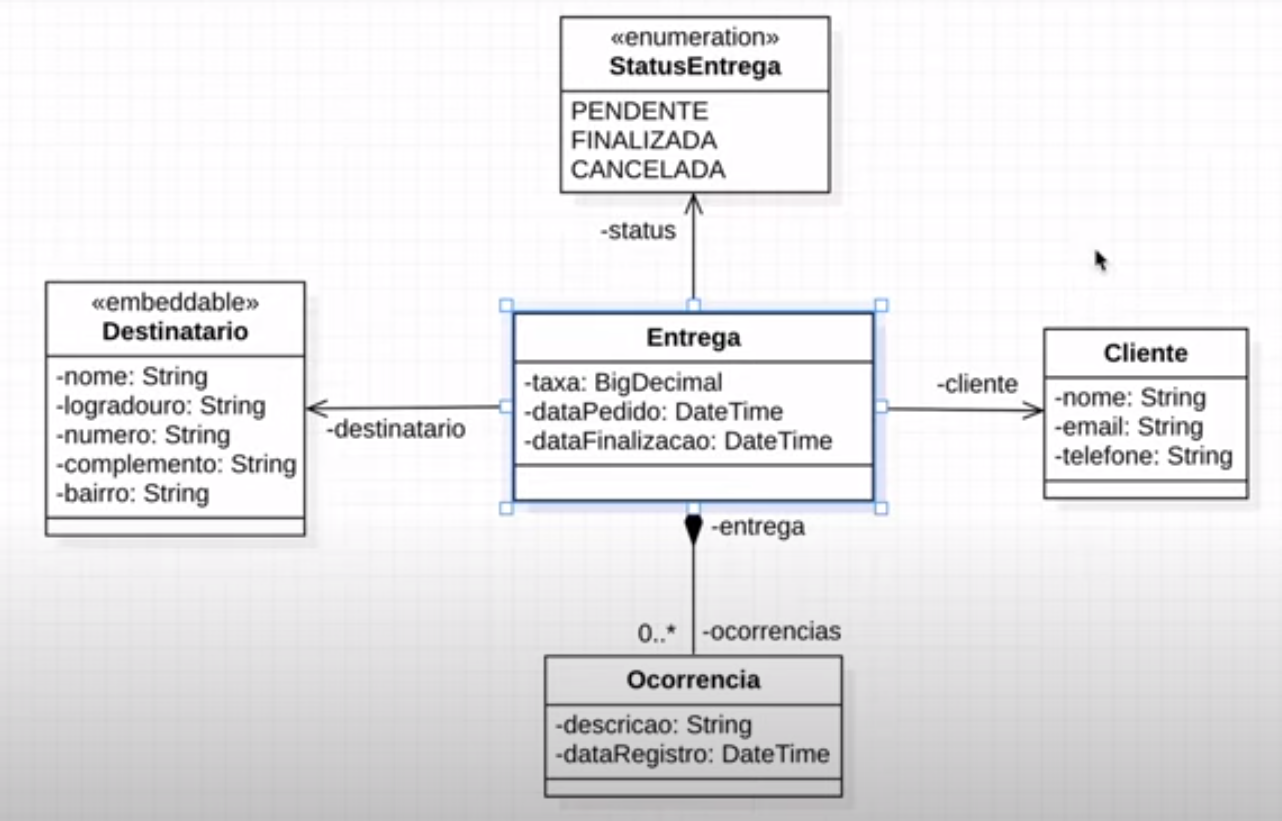 «enumeration»
StatusEntrega
PENDENTE
FINALIZADA
CANCELADA
-status
«embeddable»
Destinatario
-nome: String
-logradouro: String
-numero: String
-complemento: String
-bairro: String
-destinatario
Entrega
-taxa: BigDecimal
-dataPedido: DateTime
-dataFinalizacao: DateTime
-cliente
Cliente
-nome: String
-email: String
-telefone: String
-entrega
0..* -ocorrencias
Ocorrencia
-descricao: String
-dataRegistro: DateTime